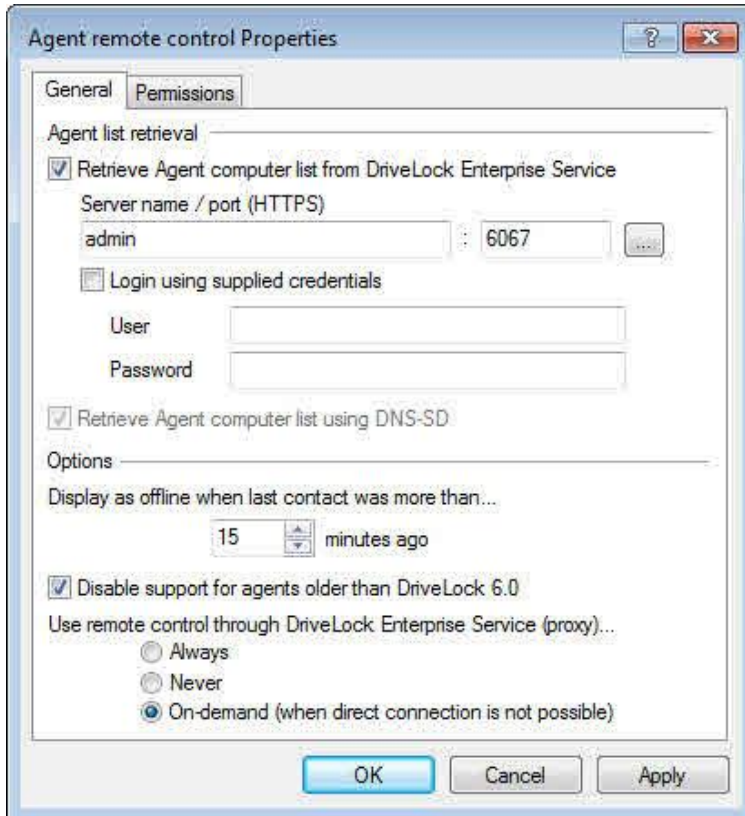 Agent remote control Properties
General Permissions
Agent list retrieval
Retrieve Agent computer list from DriveLock Enterprise Service
Server name / port (HTTPS)
admin : 6067 ...
Login using supplied credentials
User
Password
Retrieve Agent computer list using DNS-SD
Options
Display as offline when last contact was more than...
15 minutes ago
Disable support for agents older than DriveLock 6.0
Use remote control through DriveLock Enterprise Service (proxy)...
Always
Never
On-demand (when direct connection is not possible)
OK Cancel Apply